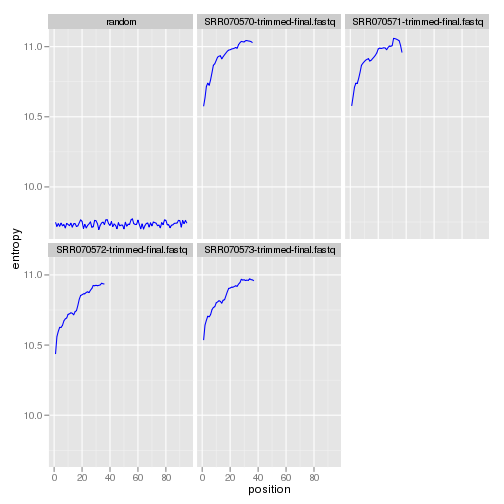 random SRR070570-trimmed-final.fastq SRR070571-trimmed-final.fastq
11.0
10.5
10.0
SRR070572-trimmed-final.fastq SRR070573-trimmed-final.fastq
entropy
11.0
10.5
10.0
0 20 40 60 80 0 20 40 60 80
position